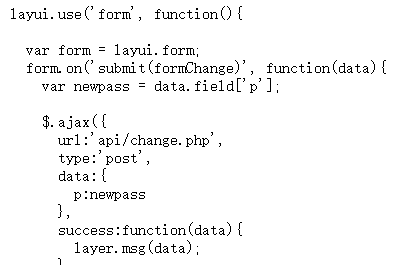 layui.use('form', function(){
var form = layui.form;
form.on('submit(formChange)', function(data){
var newpass = data.field['p'];
$.ajax({
url:'api/change.php',
type:'post',
data:{
p:newpass
},
success:function(data){
layer.msg(data);
}